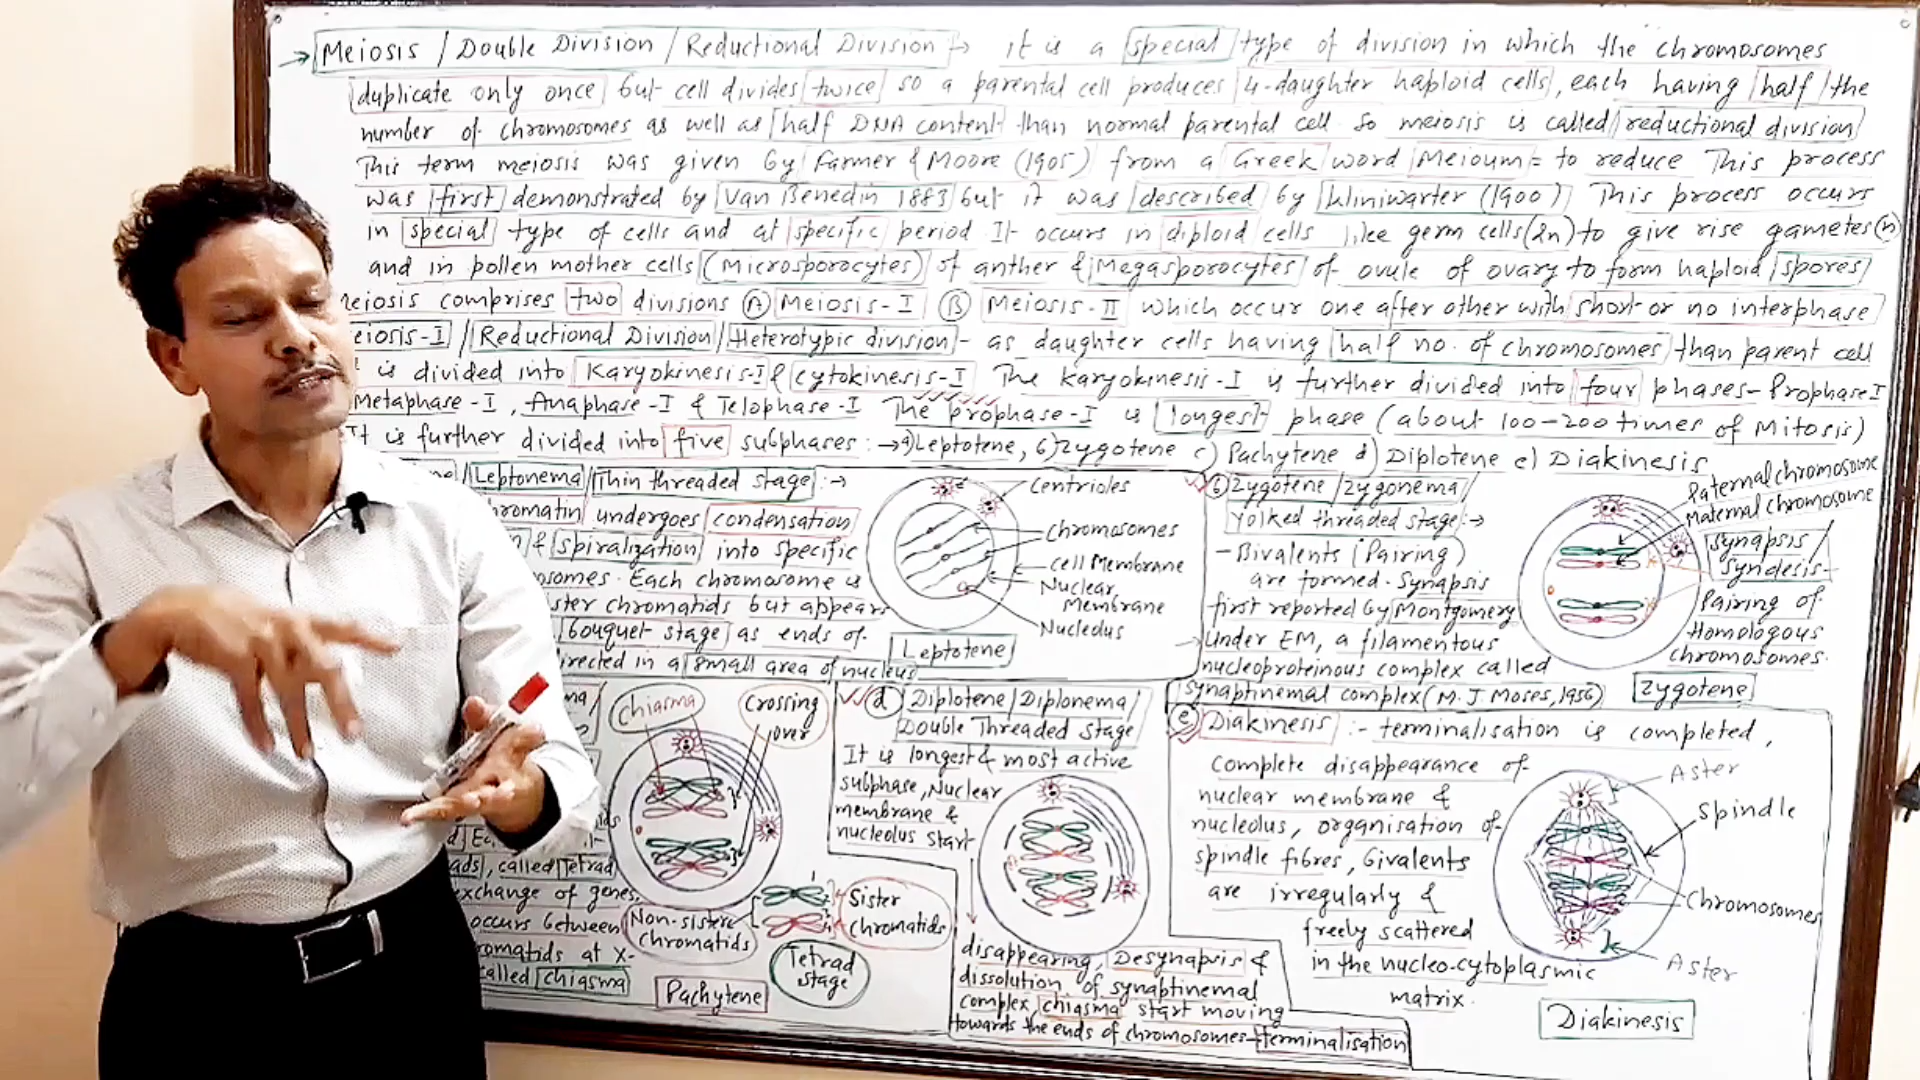 → Meiosis / Double Division / Reductional Division → it is a special type of division in which the chromosomes
duplicate only once but cell divides twice so a parental cell produces 4-daughter haploid cells, each having half the
number of chromosomes as well as half DNA content than normal parental cell. So meiosis is called reductional division
This term meiosis was given by Farmer & Moore (1905) from a Greek word Meioum = to reduce This process
was first demonstrated by Van Benedin 1883 but it was described by Winiwarter (1900) This process occurs
in special type of cells and at specific period. It occurs in diploid cells like germ cells (2n) to give rise gametes (n)
and in pollen mother cells (Microsporocytes) of anther & Megasporocytes of ovule of ovary to form haploid spores
eiosis comprises two divisions Ⓐ Meiosis-I Ⓑ Meiosis-II which occur one after other with short or no interphase
eiosis-I / Reductional Division / Heterotypic division - as daughter cells having half no. of chromosomes than parent cell
is divided into Karyokinesis-I & cytokinesis-I The Karyokinesis-I is further divided into four phases- Prophase I
Metaphase-I, Anaphase-I & Telophase-I The prophase-I is longest phase (about 100-200 times of Mitosis)
It is further divided into five subphases :→ a) Leptotene, b) Zygotene c) Pachytene d) Diplotene e) Diakinesis
/ Leptonema / Thin threaded stage :→
hromatin undergoes condensation
& spiralization into specific
osomes. Each chromosome is
ister chromatids but appears
bouquet stage as ends of
irected in a small area of nucleus
Centrioles
Chromosomes
cell Membrane
Nuclear
Membrane
Nucleolus
Leptotene
b) Zygotene / Zygonema /
Yolked threaded stage :→
- Bivalents (Pairing)
are formed. Synapsis
first reported by Montgomery
Under EM, a filamentous
nucleoproteinous complex called
Synaptinemal complex (M. J Moses, 1956)
Paternal chromosome
Maternal chromosome
Synapsis /
Syndesis
Pairing of
Homologous
chromosomes.
Zygotene
ma /
ads), called Tetrad
exchange of genes,
occurs between
romatids at X-
called chiasma
Chiasma
Crossing
over
Non-sister
Chromatids
Sister
Chromatids
Tetrad
stage
Pachytene
d Diplotene / Diplonema /
Double Threaded Stage
It is longest & most active
subphase, Nuclear
membrane &
nucleolus start
disappearing, Desynapsis &
dissolution of synaptinemal
complex, chiasma start moving
towards the ends of chromosomes - terminalisation
e Diakinesis :- terminalisation is completed,
complete disappearance of
nuclear membrane &
nucleolus, organisation of
spindle fibres, bivalents
are irregularly &
freely scattered
in the nucleo-cytoplasmic
matrix.
Aster
Spindle
Chromosomes
Aster
Diakinesis